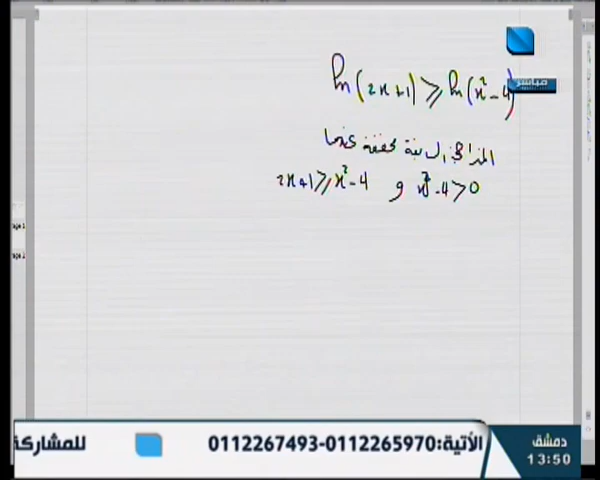 مباشر
ln(2x+1) ≥ ln(x²-4)
المتراجحة محققة عندما
x²-4>0 و 2x+1 ≥ x²-4
الآتية:0112265970-0112267493 للمشاركة
دمشق
13:50